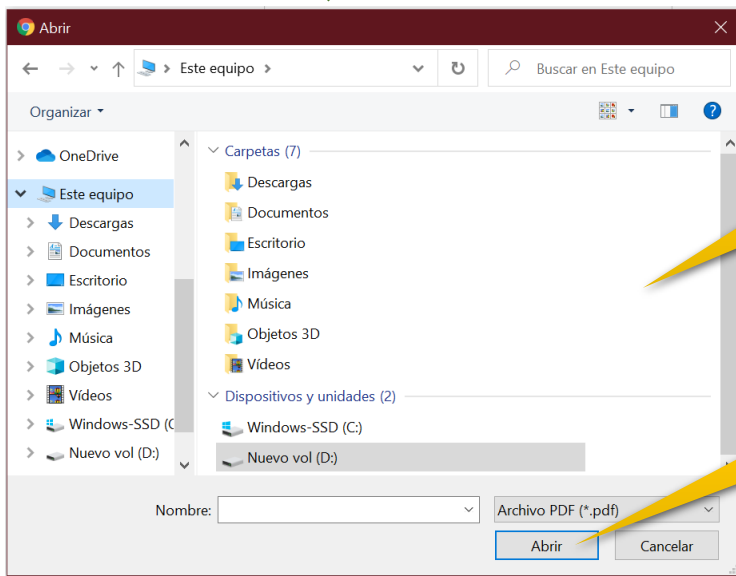 Abrir
Este equipo
Buscar en Este equipo
Organizar
OneDrive
Este equipo
Descargas
Documentos
Escritorio
Imágenes
Música
Objetos 3D
Vídeos
Windows-SSD (C
Nuevo vol (D:)
Carpetas (7)
Descargas
Documentos
Escritorio
Imágenes
Música
Objetos 3D
Vídeos
Dispositivos y unidades (2)
Windows-SSD (C:)
Nuevo vol (D:)
Nombre:
Archivo PDF (*.pdf)
Abrir
Cancelar